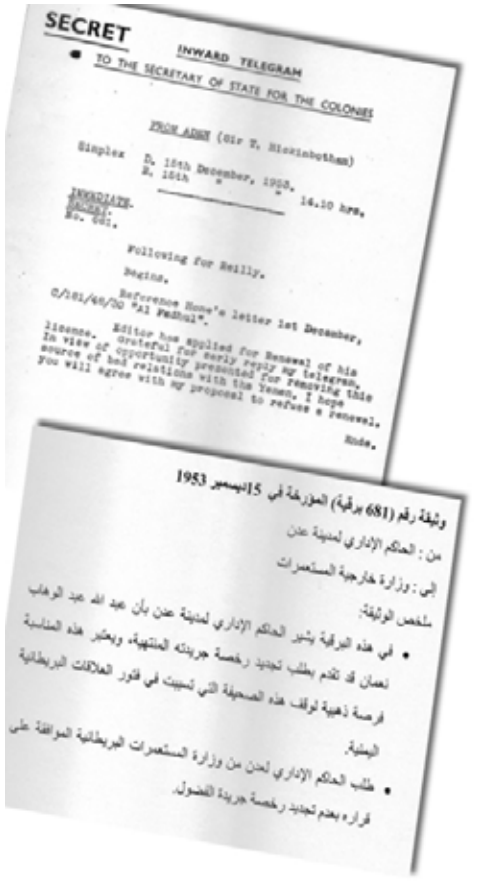 SECRET
INWARD TELEGRAM
TO THE SECRETARY OF STATE FOR THE COLONIES
FROM ADEN (Sir T. Hickinbotham)
Simplex D. 15th December, 1953.
R. 15th " " 14.10 hrs.
IMMEDIATE.
SECRET.
No. 681.
Following for Reilly.
Begins.
Reference Hone's letter 1st December,
C/181/46/30 "Al Fadhul".
Editor has applied for Renewal of his
licence. Grateful for early reply my telegram.
In view of opportunity presented for removing this
source of bad relations with the Yemen, I hope
you will agree with my proposal to refuse a renewal.
Ends.
وثيقة رقم (681 برقية) المؤرخة في 15ديسمبر 1953
من : الحاكم الإداري لمدينة عدن
إلى : وزارة خارجية المستعمرات
ملخص الوثيقة:
• في هذه البرقية يشير الحاكم الإداري لمدينة عدن بأن عبد الله عبد الوهاب
نعمان قد تقدم بطلب تجديد رخصة جريدته المنتهية، ويعتبر هذه المناسبة
فرصة ذهبية لوقف هذه الصحيفة التي تسببت في فتور العلاقات البريطانية
اليمنية.
• طلب الحاكم الإداري لعدن من وزارة المستعمرات البريطانية الموافقة على
قراره بعدم تجديد رخصة جريدة الفضول.